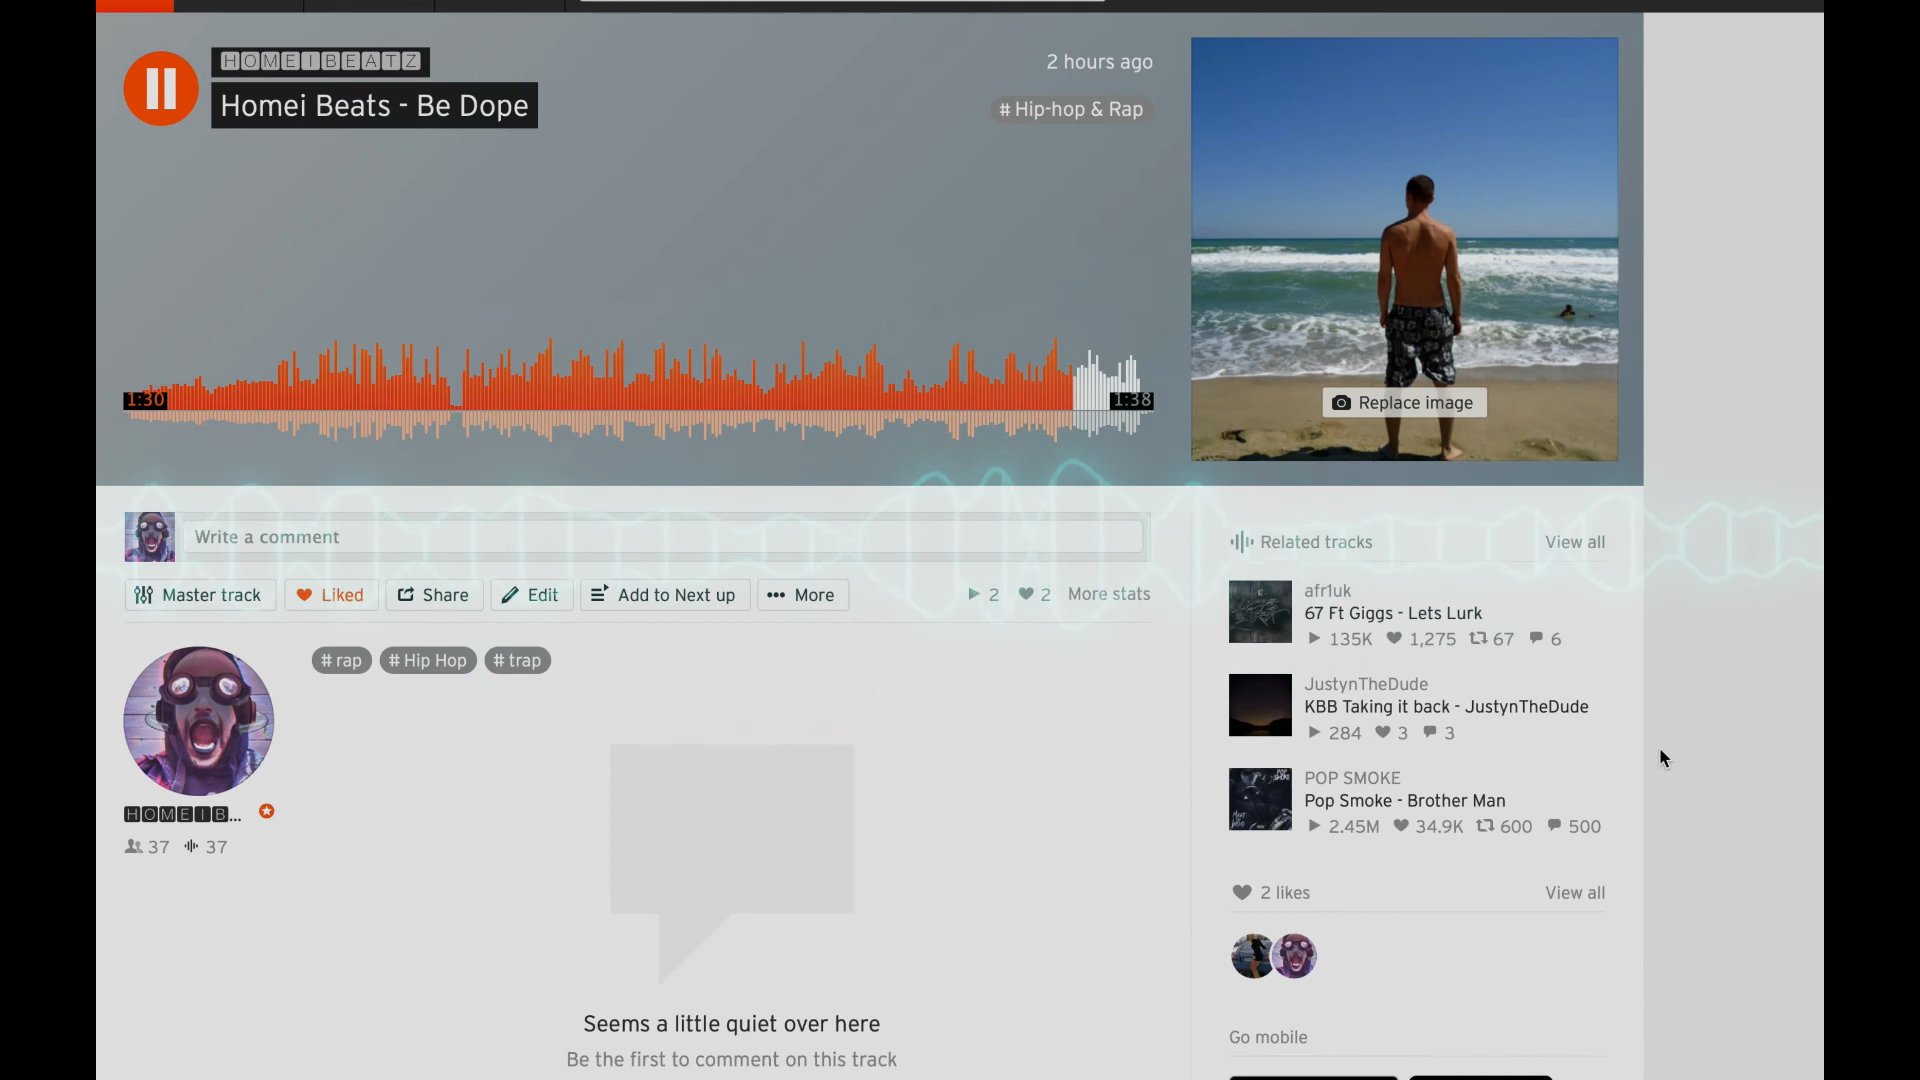 HOMEIBEATZ
Homei Beats - Be Dope
2 hours ago
# Hip-hop & Rap
1:30
1:38
Replace image
Write a comment
Master track
Liked
Share
Edit
Add to Next up
More
2
2
More stats
# rap
# Hip Hop
# trap
HOMEIB...
37
37
Seems a little quiet over here
Be the first to comment on this track
Related tracks
View all
afr1uk
67 Ft Giggs - Lets Lurk
135K 1,275 67 6
JustynTheDude
KBB Taking it back - JustynTheDude
284 3 3
POP SMOKE
Pop Smoke - Brother Man
2.45M 34.9K 600 500
2 likes
View all
Go mobile